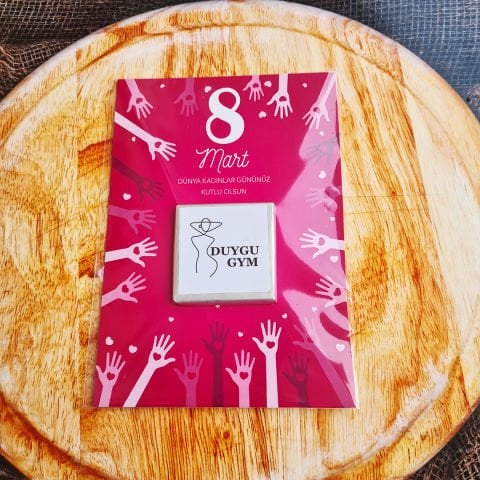 8
Mart
DÜNYA KADINLAR GÜNÜNÜZ
KUTLU OLSUN
DUYGU
GYM